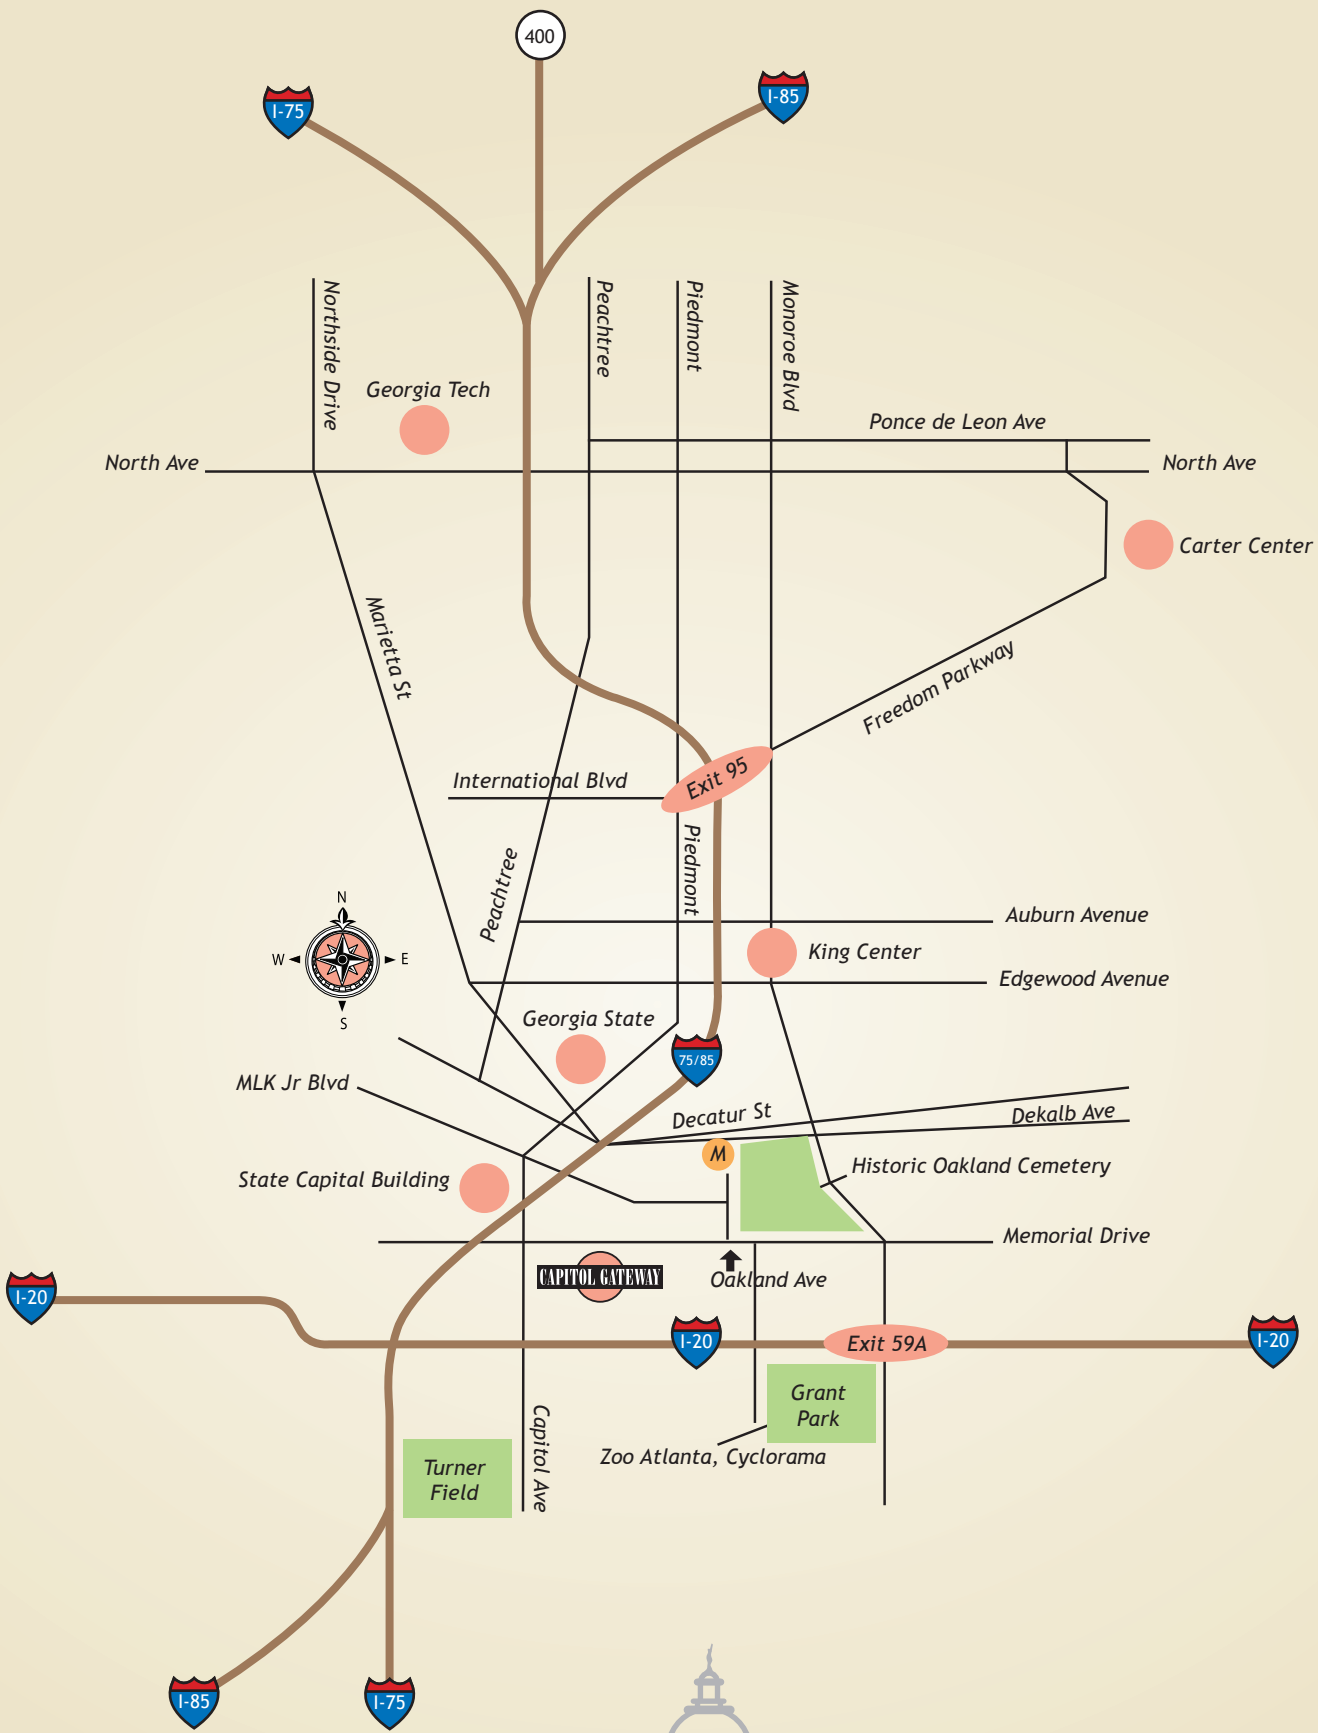 400
I-75
I-85
Northside Drive
Peachtree
Piedmont
Monoroe Blvd
Georgia Tech
Ponce de Leon Ave
North Ave
North Ave
Carter Center
Marietta St
Freedom Parkway
Exit 95
International Blvd
Piedmont
Peachtree
N
W
E
S
Auburn Avenue
King Center
Edgewood Avenue
Georgia State
75/85
MLK Jr Blvd
Decatur St
Dekalb Ave
M
Historic Oakland Cemetery
State Capital Building
Memorial Drive
CAPITOL GATEWAY
Oakland Ave
I-20
I-20
Exit 59A
I-20
Grant
Park
Capitol Ave
Zoo Atlanta, Cyclorama
Turner
Field
I-85
I-75